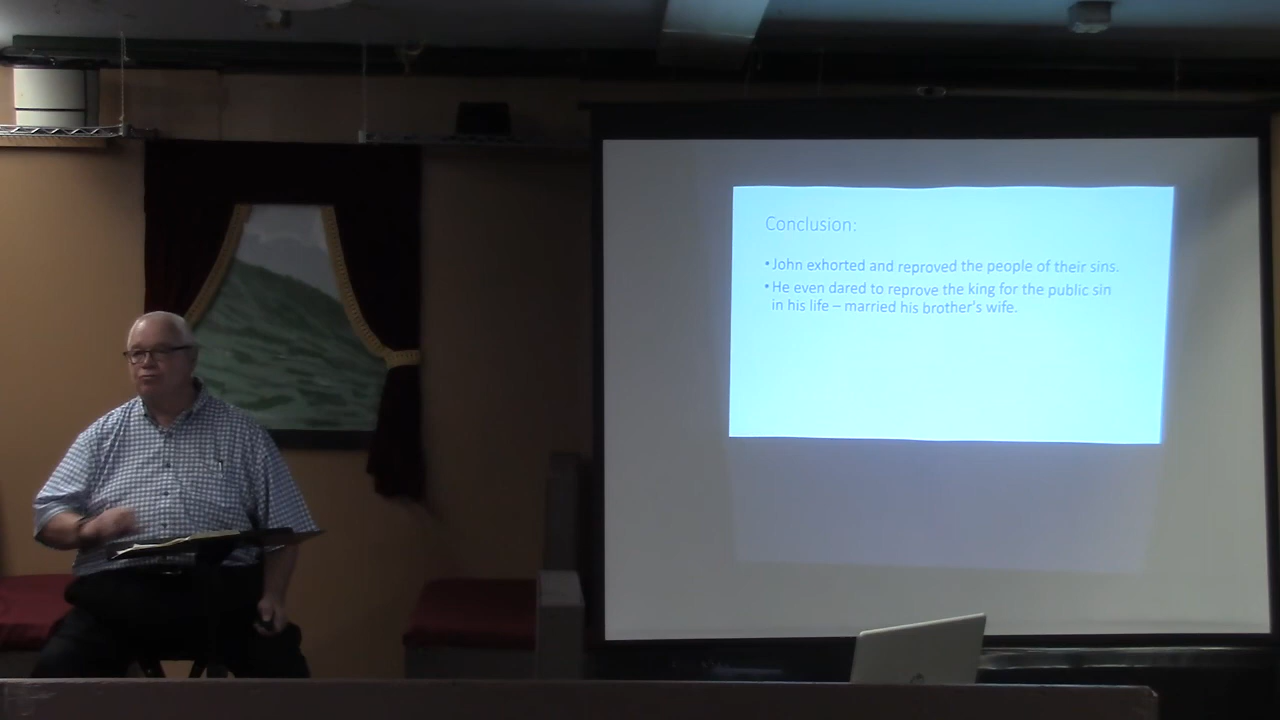 Conclusion:
•John exhorted and reproved the people of their sins.
•He even dared to reprove the king for the public sin
in his life – married his brother's wife.